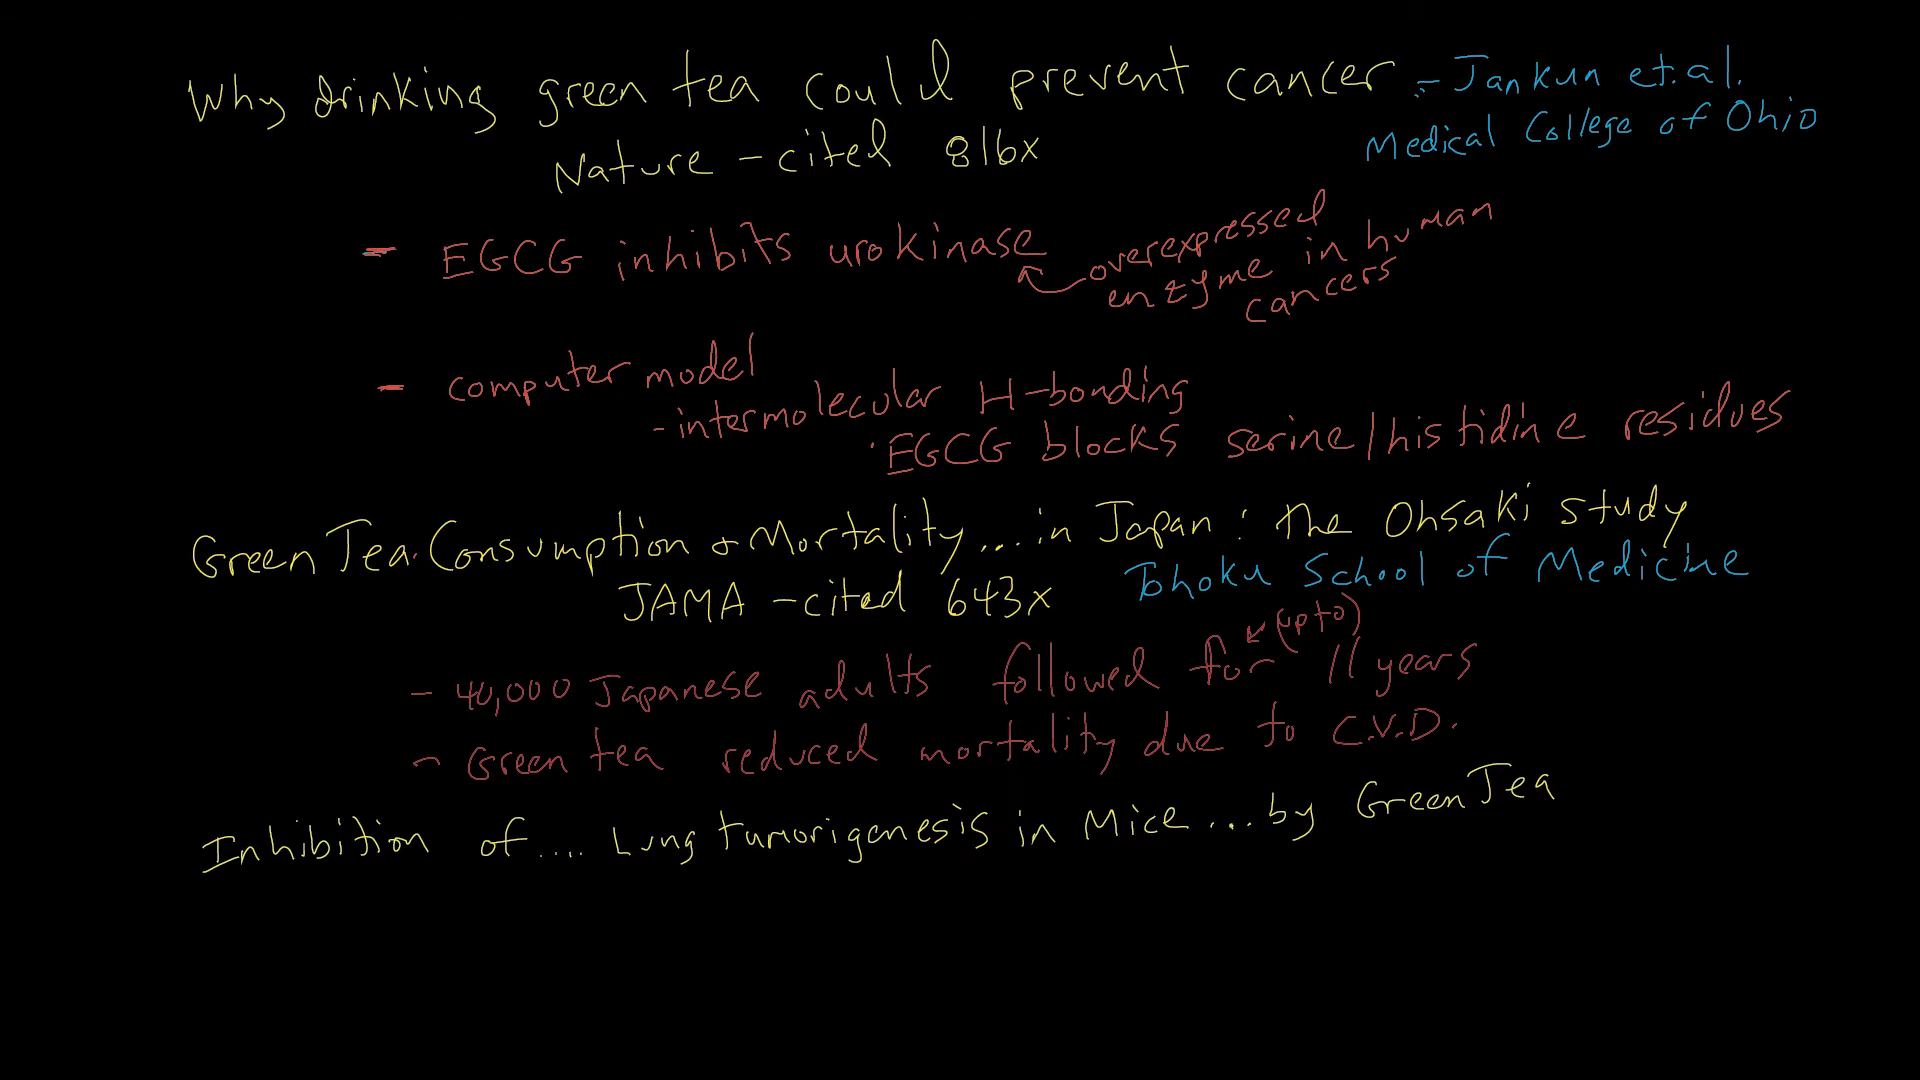 Why drinking green tea could prevent cancer - Jankun et. al.
Medical College of Ohio
Nature - cited 816x
- EGCG inhibits urokinase
overexpressed
enzyme in human
cancers
- computer model
- intermolecular H-bonding
· EGCG blocks serine/histidine residues
Green Tea Consumption & Mortality... in Japan : the Ohsaki study
Tohoku School of Medicine
JAMA - cited 643x
(up to)
- 40,000 Japanese adults followed for 11 years
- Green tea reduced mortality due to C.V.D.
Inhibition of .... Lung tumorigenesis in Mice ... by Green Tea